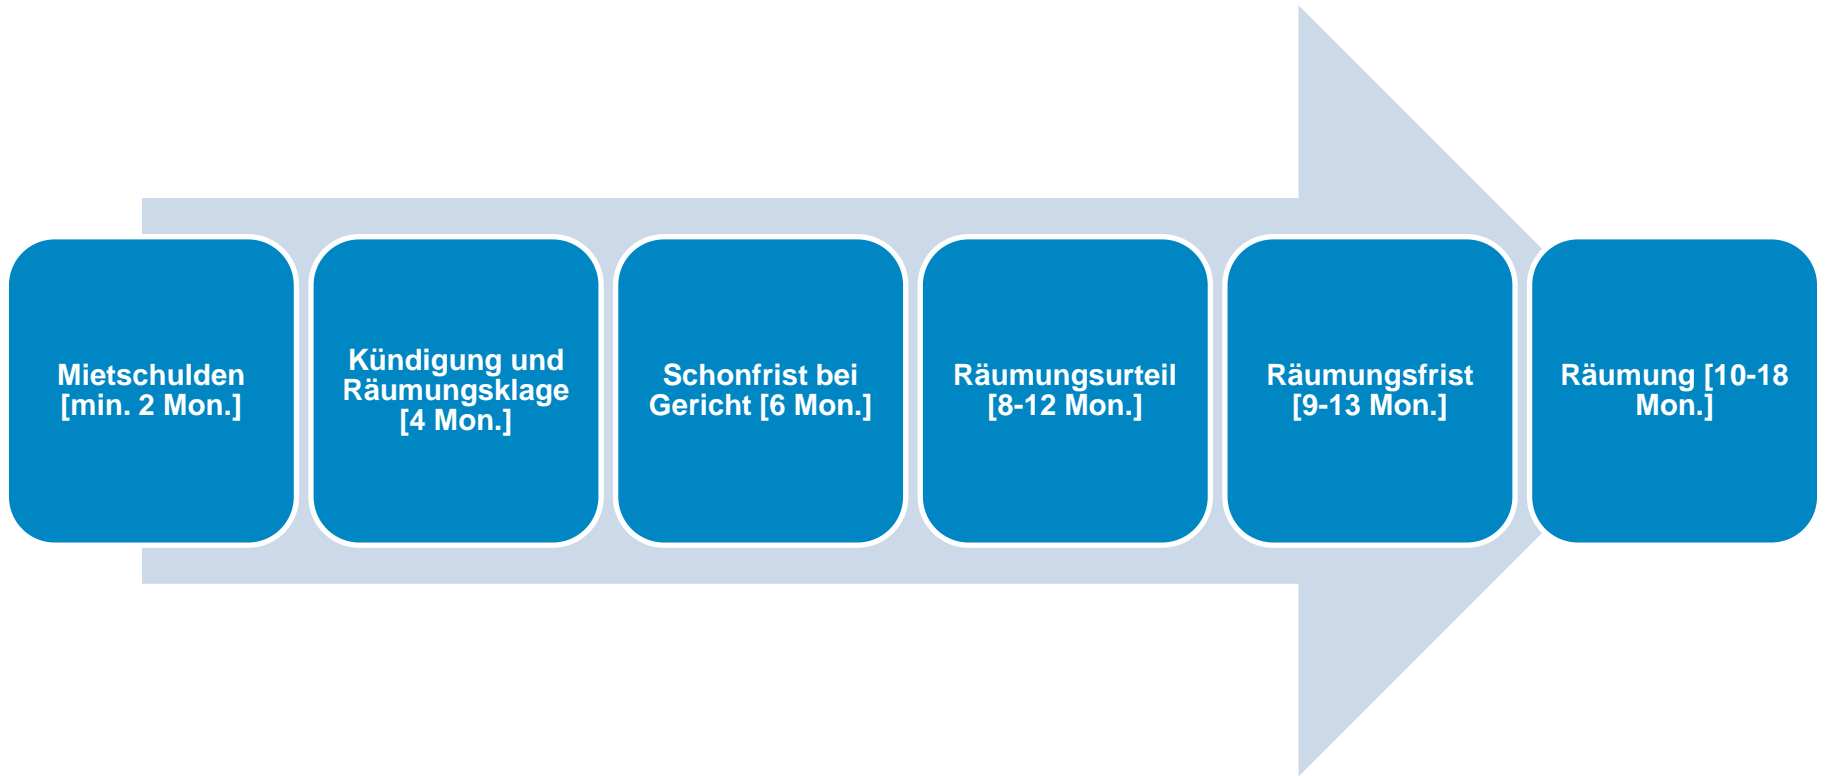 Mietschulden
[min. 2 Mon.]
Kündigung und
Räumungsklage
[4 Mon.]
Schonfrist bei
Gericht [6 Mon.]
Räumungsurteil
[8-12 Mon.]
Räumungsfrist
[9-13 Mon.]
Räumung [10-18
Mon.]